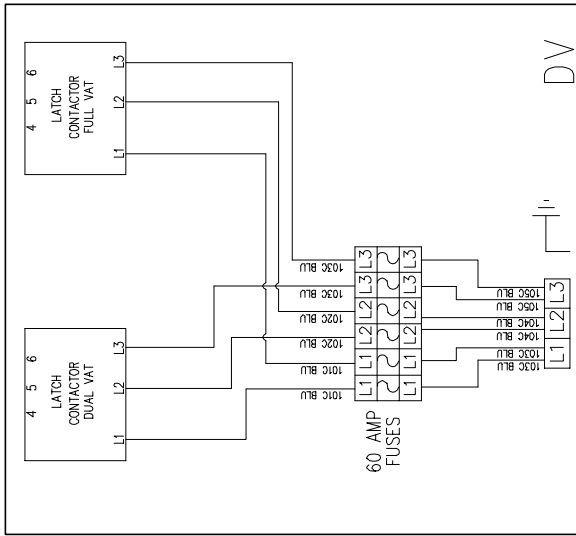 4 5 6
LATCH
CONTACTOR
FULL VAT
L1 L2 L3
4 5 6
LATCH
CONTACTOR
DUAL VAT
L1 L2 L3
101C BLU
101C BLU
102C BLU
102C BLU
103C BLU
103C BLU
L1 L1 L2 L2 L3 L3
L1 L1 L2 L2 L3 L3
60 AMP
FUSES
103C BLU
103C BLU
104C BLU
104C BLU
105C BLU
105C BLU
L1 L2 L3
DV